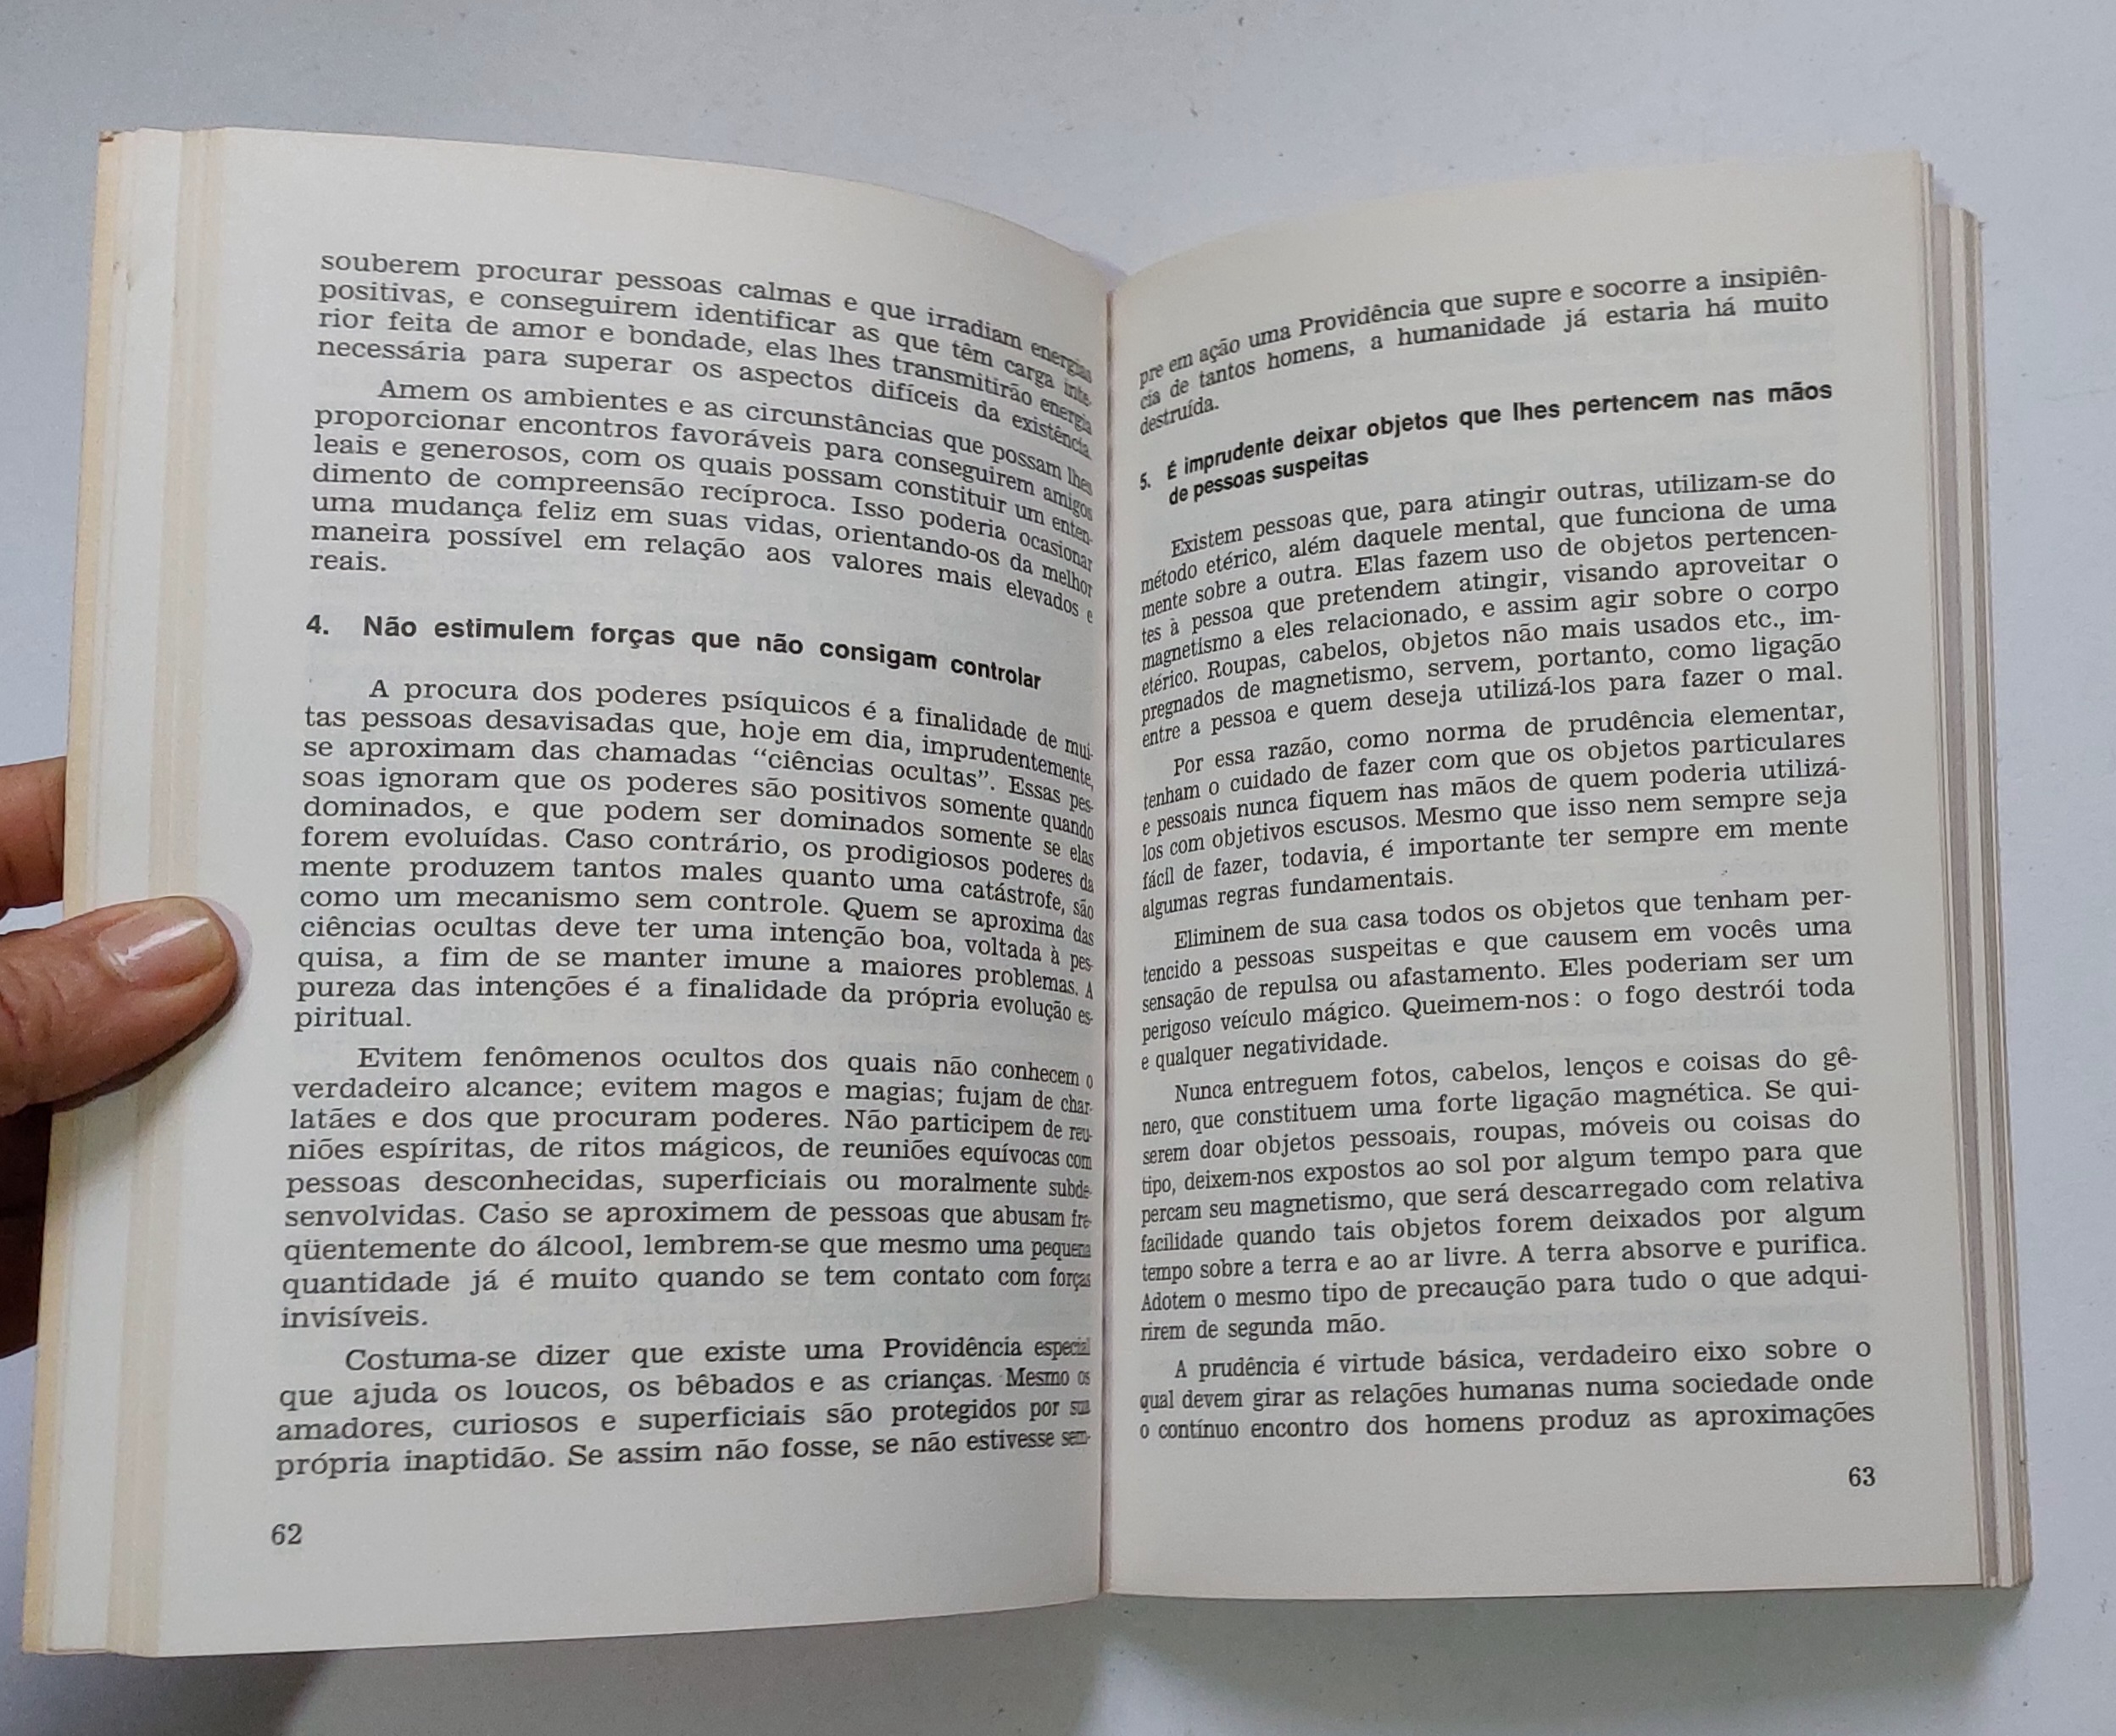 souberem procurar pessoas calmas e que irradiam energias
positivas, e conseguirem identificar as que têm carga inte-
rior feita de amor e bondade, elas lhes transmitirão energia
necessária para superar os aspectos difíceis da existência.
Amem os ambientes e as circunstâncias que possam lhes
proporcionar encontros favoráveis para conseguirem amigos
leais e generosos, com os quais possam constituir um enten-
dimento de compreensão recíproca. Isso poderia ocasionar
uma mudança feliz em suas vidas, orientando-os da melhor
maneira possível em relação aos valores mais elevados e
reais.
4. Não estimulem forças que não consigam controlar
A procura dos poderes psíquicos é a finalidade de mui-
tas pessoas desavisadas que, hoje em dia, imprudentemente,
se aproximam das chamadas “ciências ocultas”. Essas pes-
soas ignoram que os poderes são positivos somente quando
dominados, e que podem ser dominados somente se elas
forem evoluídas. Caso contrário, os prodigiosos poderes da
mente produzem tantos males quanto uma catástrofe, são
como um mecanismo sem controle. Quem se aproxima das
ciências ocultas deve ter uma intenção boa, voltada à pes-
quisa, a fim de se manter imune a maiores problemas. A
pureza das intenções é a finalidade da própria evolução es-
piritual.
Evitem fenômenos ocultos dos quais não conhecem o
verdadeiro alcance; evitem magos e magias; fujam de char-
latães e dos que procuram poderes. Não participem de reu-
niões espíritas, de ritos mágicos, de reuniões equívocas com
pessoas desconhecidas, superficiais ou moralmente subde-
senvolvidas. Caso se aproximem de pessoas que abusam fre-
qüentemente do álcool, lembrem-se que mesmo uma pequena
quantidade já é muito quando se tem contato com forças
invisíveis.
Costuma-se dizer que existe uma Providência especial
que ajuda os loucos, os bêbados e as crianças. Mesmo os
amadores, curiosos e superficiais são protegidos por sua
própria inaptidão. Se assim não fosse, se não estivesse sem-
62
pre em ação uma Providência que supre e socorre a insipiên-
cia de tantos homens, a humanidade já estaria há muito
destruída.
5. É imprudente deixar objetos que lhes pertencem nas mãos
de pessoas suspeitas
Existem pessoas que, para atingir outras, utilizam-se do
método etérico, além daquele mental, que funciona de uma
mente sobre a outra. Elas fazem uso de objetos pertencen-
tes à pessoa que pretendem atingir, visando aproveitar o
magnetismo a eles relacionado, e assim agir sobre o corpo
etérico. Roupas, cabelos, objetos não mais usados etc., im-
pregnados de magnetismo, servem, portanto, como ligação
entre a pessoa e quem deseja utilizá-los para fazer o mal.
Por essa razão, como norma de prudência elementar,
tenham o cuidado de fazer com que os objetos particulares
e pessoais nunca fiquem nas mãos de quem poderia utilizá-
los com objetivos escusos. Mesmo que isso nem sempre seja
fácil de fazer, todavia, é importante ter sempre em mente
algumas regras fundamentais.
Eliminem de sua casa todos os objetos que tenham per-
tencido a pessoas suspeitas e que causem em vocês uma
sensação de repulsa ou afastamento. Eles poderiam ser um
perigoso veículo mágico. Queimem-nos: o fogo destrói toda
e qualquer negatividade.
Nunca entreguem fotos, cabelos, lenços e coisas do gê-
nero, que constituem uma forte ligação magnética. Se qui-
serem doar objetos pessoais, roupas, móveis ou coisas do
tipo, deixem-nos expostos ao sol por algum tempo para que
percam seu magnetismo, que será descarregado com relativa
facilidade quando tais objetos forem deixados por algum
tempo sobre a terra e ao ar livre. A terra absorve e purifica.
Adotem o mesmo tipo de precaução para tudo o que adqui-
rirem de segunda mão.
A prudência é virtude básica, verdadeiro eixo sobre o
qual devem girar as relações humanas numa sociedade onde
o contínuo encontro dos homens produz as aproximações
63